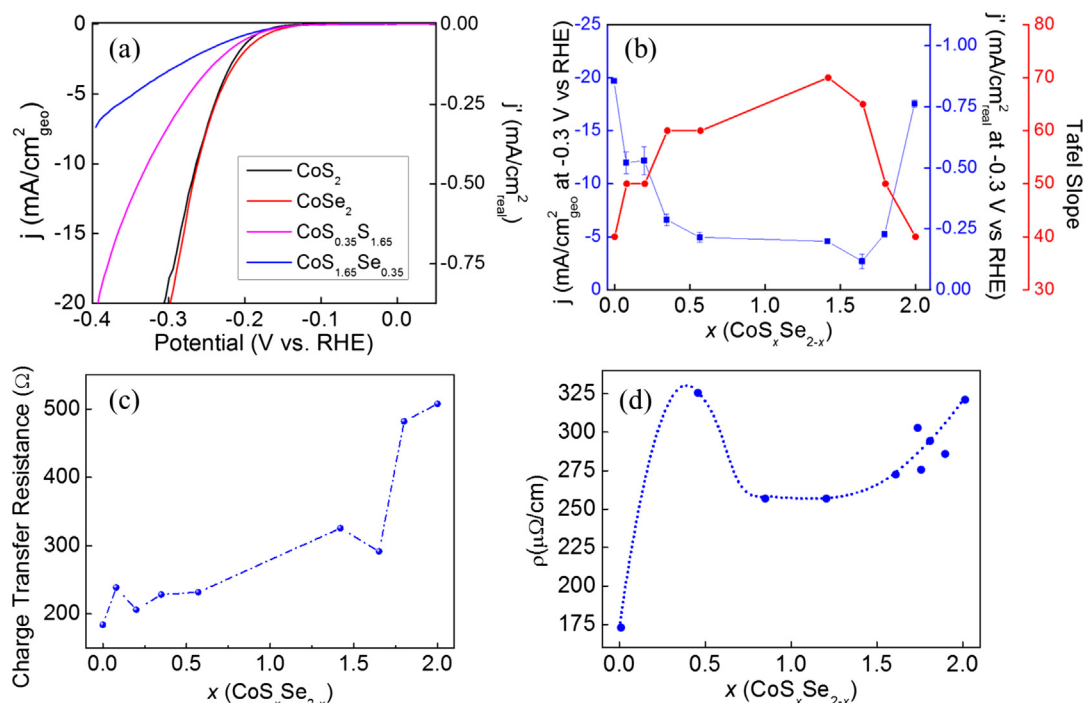 (a)
0
-5
-10
-15
-20
j (mA/cm²geo)
-0.4 -0.3 -0.2 -0.1 0.0
Potential (V vs. RHE)
0.00
-0.25
-0.50
-0.75
j' (mA/cm²real)
CoS₂
CoSe₂
CoS₀.₃₅S₁.₆₅
CoS₁.₆₅Se₀.₃₅
(b)
-25
-20
-15
-10
-5
0
j (mA/cm²geo at -0.3 V vs RHE)
0.0 0.5 1.0 1.5 2.0
x (CoSₓSe₂₋ₓ)
-1.00
-0.75
-0.50
-0.25
0.00
j' (mA/cm²real at -0.3 V vs RHE)
80
70
60
50
40
30
Tafel Slope
(c)
500
400
300
200
Charge Transfer Resistance (Ω)
0.0 0.5 1.0 1.5 2.0
x (CoSₓSe₂₋ₓ)
(d)
325
300
275
250
225
200
175
ρ(μΩ/cm)
0.0 0.5 1.0 1.5 2.0
x (CoSₓSe₂₋ₓ)